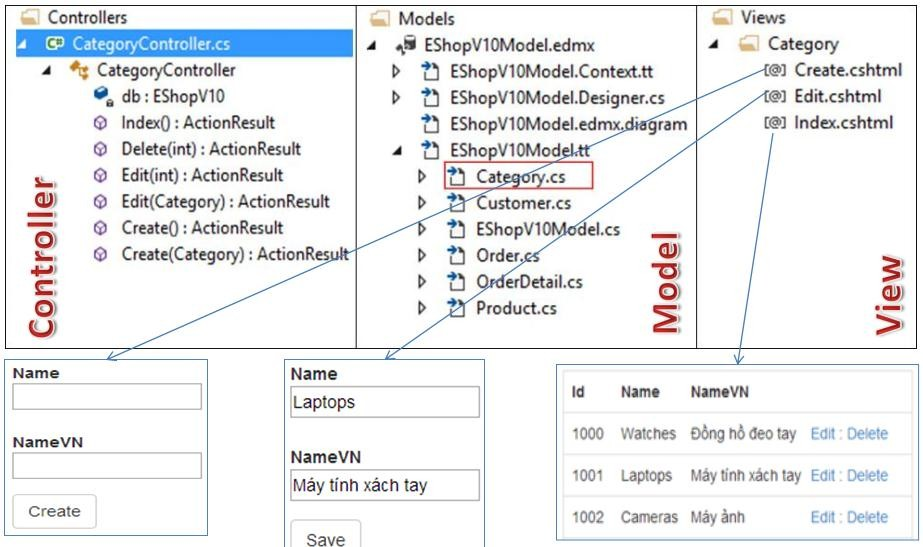 Controllers
CategoryController.cs
CategoryController
db : EShopV10
Index() : ActionResult
Delete(int) : ActionResult
Edit(int) : ActionResult
Edit(Category) : ActionResult
Create() : ActionResult
Create(Category) : ActionResult
Controller
Models
EShopV10Model.edmx
EShopV10Model.Context.tt
EShopV10Model.Designer.cs
EShopV10Model.edmx.diagram
EShopV10Model.tt
Category.cs
Customer.cs
EShopV10Model.cs
Order.cs
OrderDetail.cs
Product.cs
Model
Views
Category
[@] Create.cshtml
[@] Edit.cshtml
[@] Index.cshtml
View
Name
NameVN
Create
Name
Laptops
NameVN
Máy tính xách tay
Save
Id Name NameVN
1000 Watches Đồng hồ đeo tay Edit : Delete
1001 Laptops Máy tính xách tay Edit : Delete
1002 Cameras Máy ảnh Edit : Delete